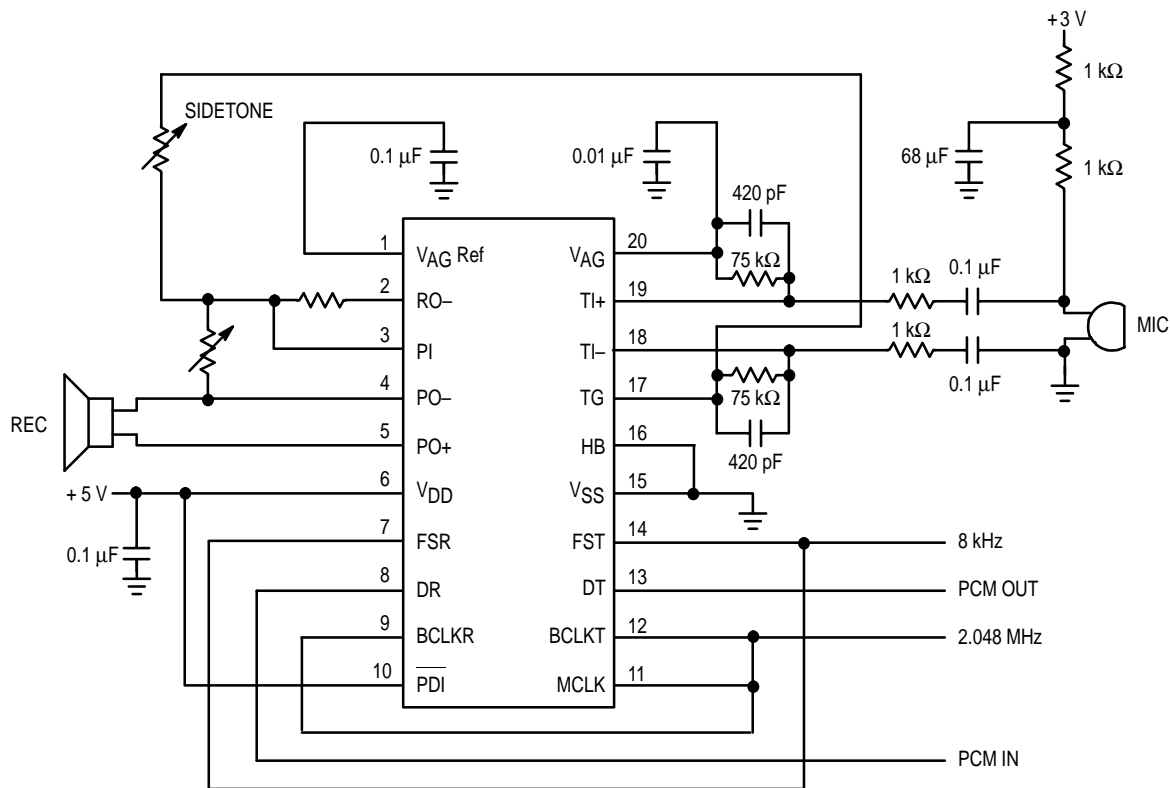 +3 V
1 kΩ
SIDETONE
0.1 µF
0.01 µF
68 µF
1 kΩ
420 pF
1
VAG Ref
VAG
20
75 kΩ
1 kΩ
0.1 µF
2
RO–
TI+
19
1 kΩ
MIC
3
PI
TI–
18
0.1 µF
4
PO–
TG
17
75 kΩ
REC
5
PO+
HB
16
420 pF
+ 5 V
6
VDD
VSS
15
7
FSR
FST
14
8 kHz
0.1 µF
8
DR
DT
13
PCM OUT
9
BCLKR
BCLKT
12
2.048 MHz
10
PDI
MCLK
11
PCM IN